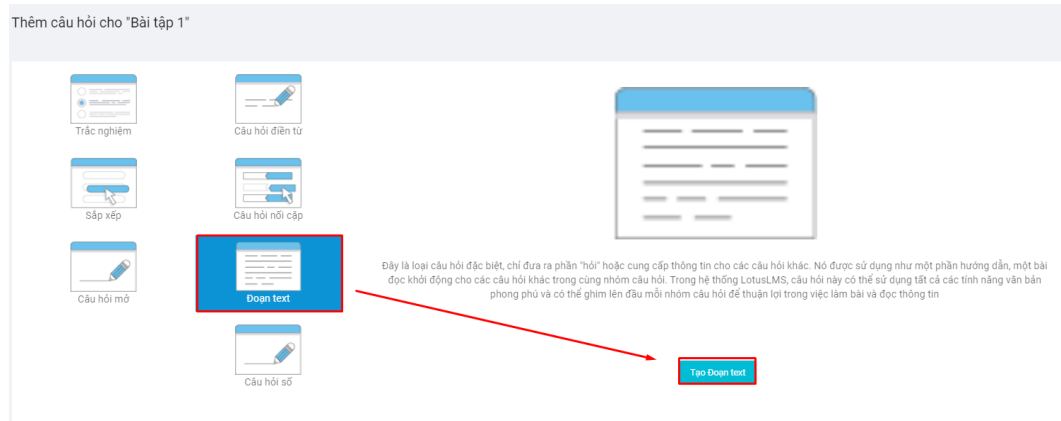 Thêm câu hỏi cho "Bài tập 1"
Trắc nghiệm
Câu hỏi điền từ
Sắp xếp
Câu hỏi nối cặp
Câu hỏi mở
Đoạn text
Câu hỏi số
Đây là loại câu hỏi đặc biệt, chỉ đưa ra phần "hỏi" hoặc cung cấp thông tin cho các câu hỏi khác. Nó được sử dụng như một phần hướng dẫn, một bài
đọc khởi động cho các câu hỏi khác trong cùng nhóm câu hỏi. Trong hệ thống LotusLMS, câu hỏi này có thể sử dụng tất cả các tính năng văn bản
phong phú và có thể ghim lên đầu mỗi nhóm câu hỏi để thuận lợi trong việc làm bài và đọc thông tin
Tạo Đoạn text